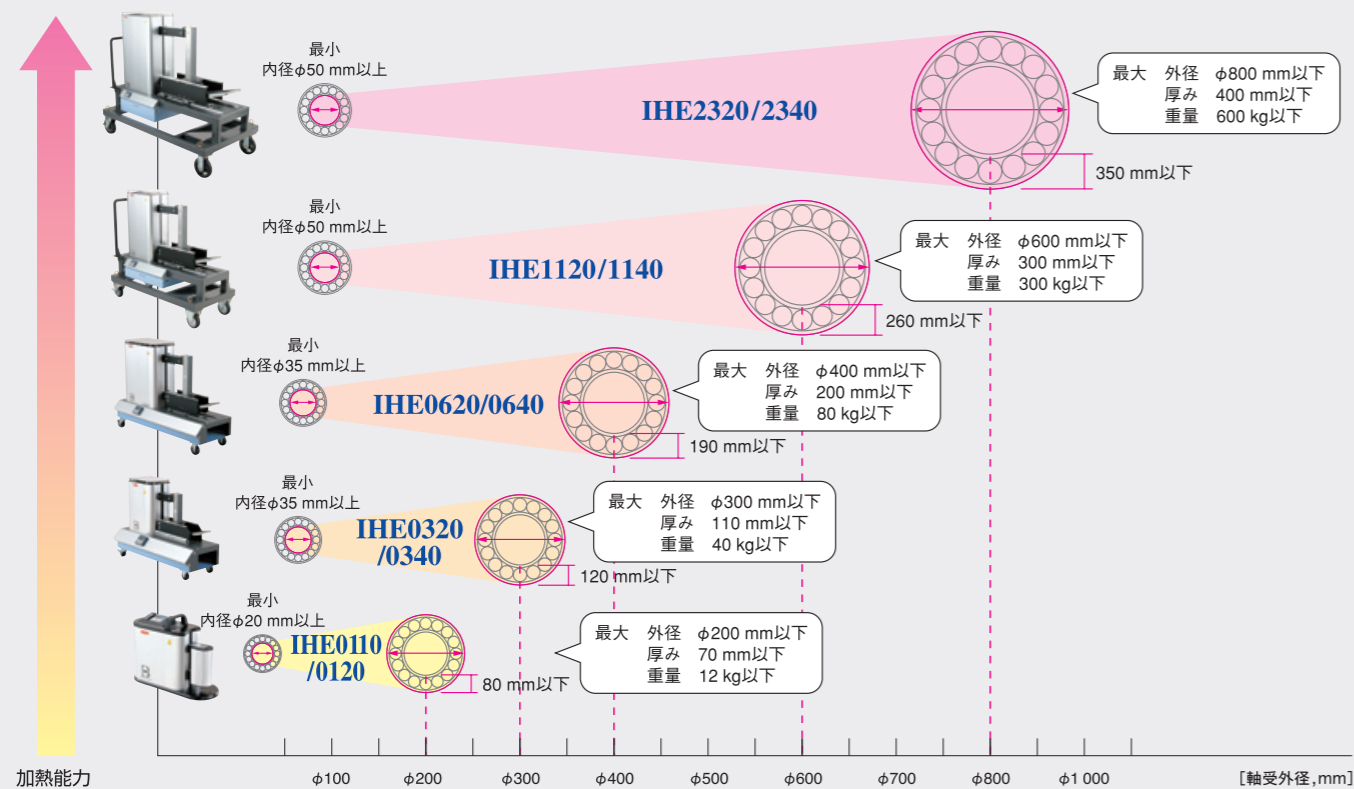 最小
内径φ50 mm以上
IHE2320/2340
最大 外径 φ800 mm以下
厚み 400 mm以下
重量 600 kg以下
350 mm以下
最小
内径φ50 mm以上
IHE1120/1140
最大 外径 φ600 mm以下
厚み 300 mm以下
重量 300 kg以下
260 mm以下
最小
内径φ35 mm以上
IHE0620/0640
最大 外径 φ400 mm以下
厚み 200 mm以下
重量 80 kg以下
190 mm以下
最小
内径φ35 mm以上
IHE0320
/0340
最大 外径 φ300 mm以下
厚み 110 mm以下
重量 40 kg以下
120 mm以下
最小
内径φ20 mm以上
IHE0110
/0120
最大 外径 φ200 mm以下
厚み 70 mm以下
重量 12 kg以下
80 mm以下
加熱能力 φ100 φ200 φ300 φ400 φ500 φ600 φ700 φ800 φ1 000 [軸受外径,mm]